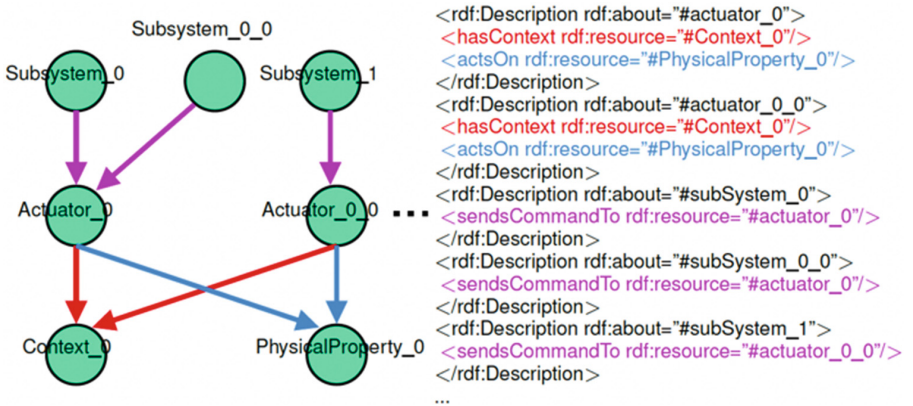 Subsystem_0_0
Subsystem_0
Subsystem_1
Actuator_0
Actuator_0_0
...
Context_0
PhysicalProperty_0
<rdf:Description rdf:about=”#actuator_0”>
<hasContext rdf:resource=”#Context_0”/>
<actsOn rdf:resource=”#PhysicalProperty_0”/>
</rdf:Description>
<rdf:Description rdf:about=”#actuator_0_0”>
<hasContext rdf:resource=”#Context_0”/>
<actsOn rdf:resource=”#PhysicalProperty_0”/>
</rdf:Description>
<rdf:Description rdf:about=”#subSystem_0”>
<sendsCommandTo rdf:resource=”#actuator_0”/>
</rdf:Description>
<rdf:Description rdf:about=”#subSystem_0_0”>
<sendsCommandTo rdf:resource=”#actuator_0”/>
</rdf:Description>
<rdf:Description rdf:about=”#subSystem_1”>
<sendsCommandTo rdf:resource=”#actuator_0_0”/>
</rdf:Description>
...